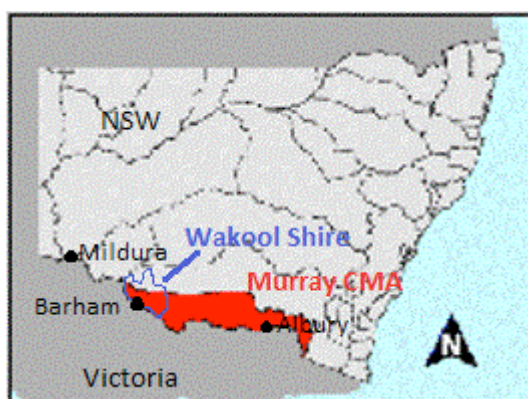 NSW
Wakool Shire
Mildura
Murray CMA
Barham
Albury
Victoria
N